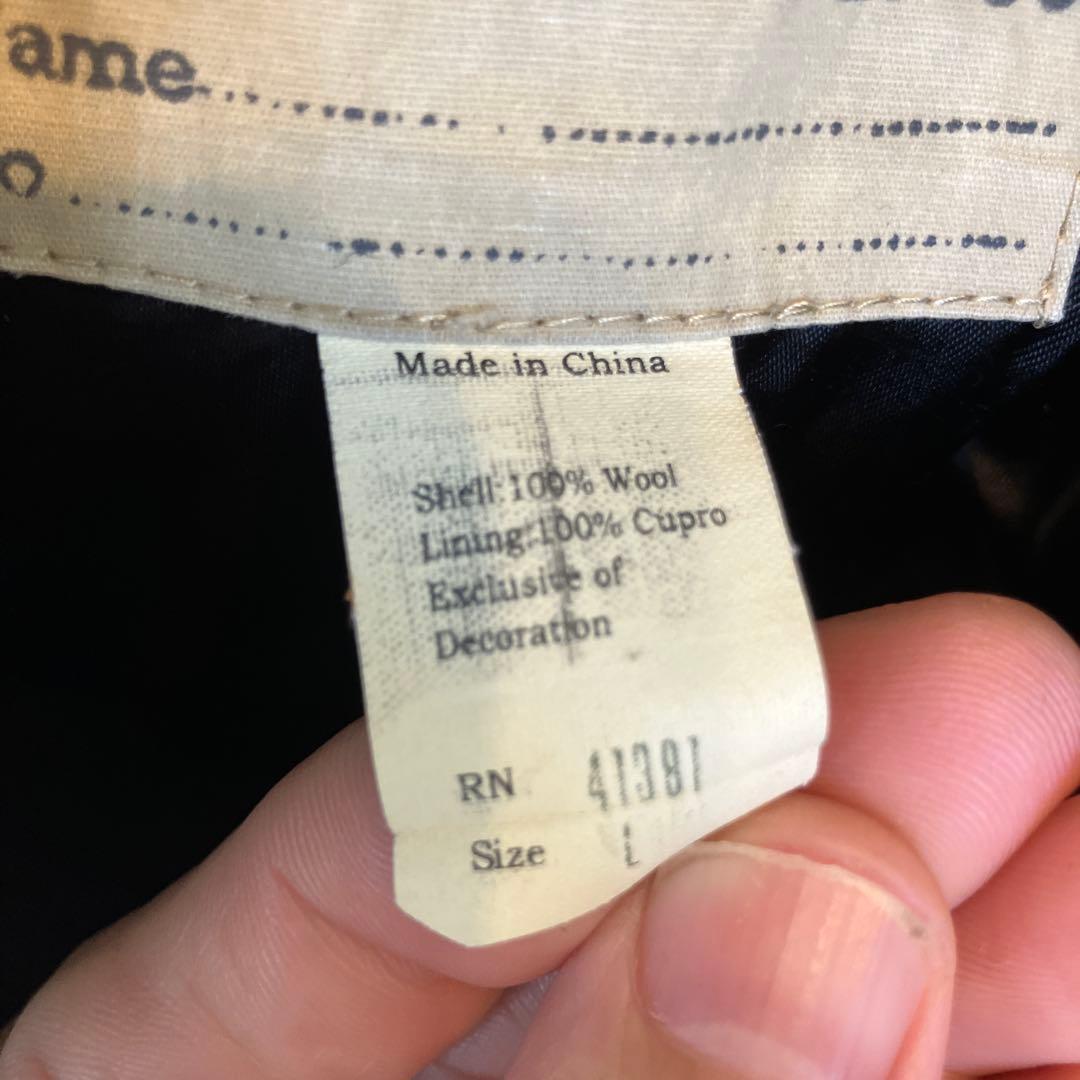 ame
o
Made in China
Shell:100% Wool
Lining:100% Cupro
Exclusive of
Decoration
RN 41381
Size L